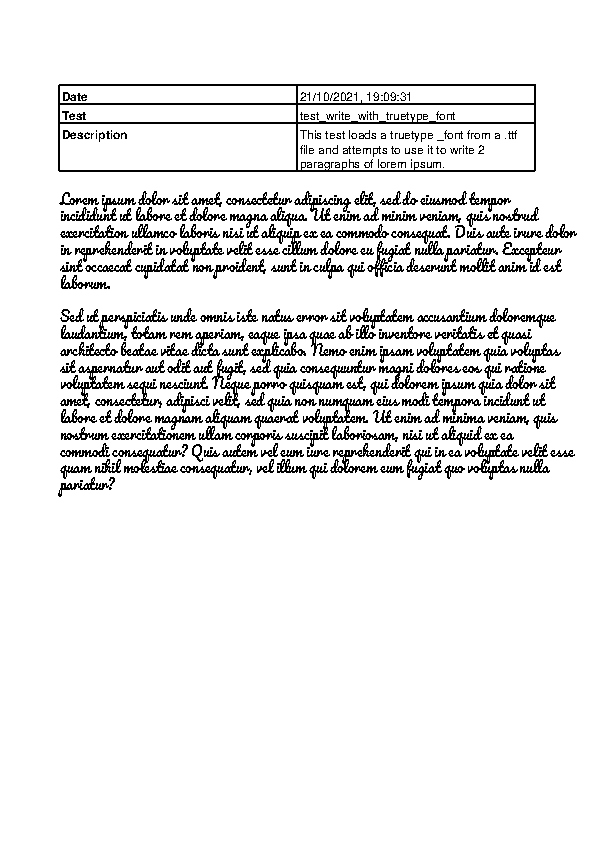 Date 21/10/2021, 19:09:31
Test test_write_with_truetype_font
Description This test loads a truetype _font from a .ttf
file and attempts to use it to write 2
paragraphs of lorem ipsum.
Lorem ipsum dolor sit amet, consectetur adipiscing elit, sed do eiusmod tempor
incididunt ut labore et dolore magna aliqua. Ut enim ad minim veniam, quis nostrud
exercitation ullamco laboris nisi ut aliquip ex ea commodo consequat. Duis aute irure dolor
in reprehenderit in voluptate velit esse cillum dolore eu fugiat nulla pariatur. Excepteur
sint occaecat cupidatat non proident, sunt in culpa qui officia deserunt mollit anim id est
laborum.
Sed ut perspiciatis unde omnis iste natus error sit voluptatem accusantium doloremque
laudantium, totam rem aperiam, eaque ipsa quae ab illo inventore veritatis et quasi
architecto beatae vitae dicta sunt explicabo. Nemo enim ipsam voluptatem quia voluptas
sit aspernatur aut odit aut fugit, sed quia consequuntur magni dolores eos qui ratione
voluptatem sequi nesciunt. Neque porro quisquam est, qui dolorem ipsum quia dolor sit
amet, consectetur, adipisci velit, sed quia non numquam eius modi tempora incidunt ut
labore et dolore magnam aliquam quaerat voluptatem. Ut enim ad minima veniam, quis
nostrum exercitationem ullam corporis suscipit laboriosam, nisi ut aliquid ex ea
commodi consequatur? Quis autem vel eum iure reprehenderit qui in ea voluptate velit esse
quam nihil molestiae consequatur, vel illum qui dolorem eum fugiat quo voluptas nulla
pariatur?